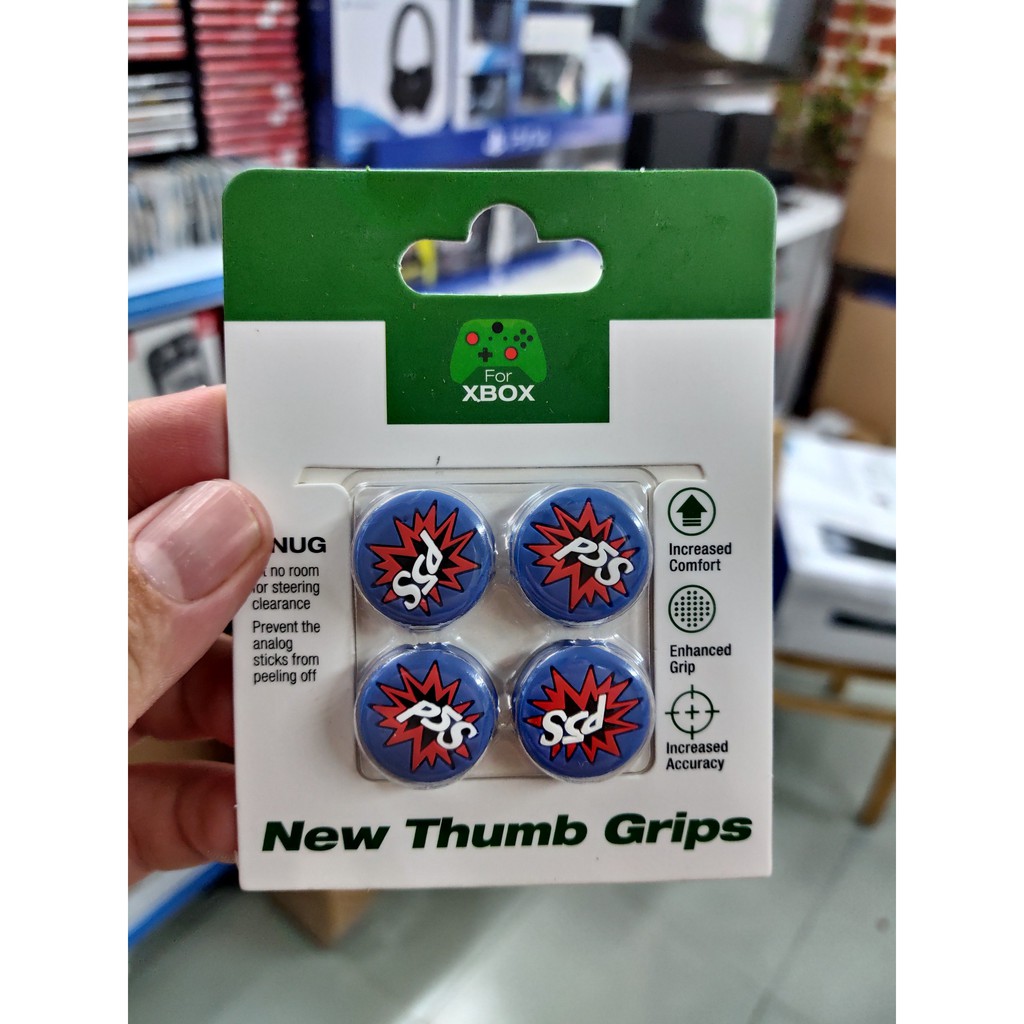 For
XBOX
NUG
no room
for steering
clearance
Prevent the
analog
sticks from
peeling off
P5S
P5S
P5S
P5S
Increased
Comfort
Enhanced
Grip
Increased
Accuracy
New Thumb Grips